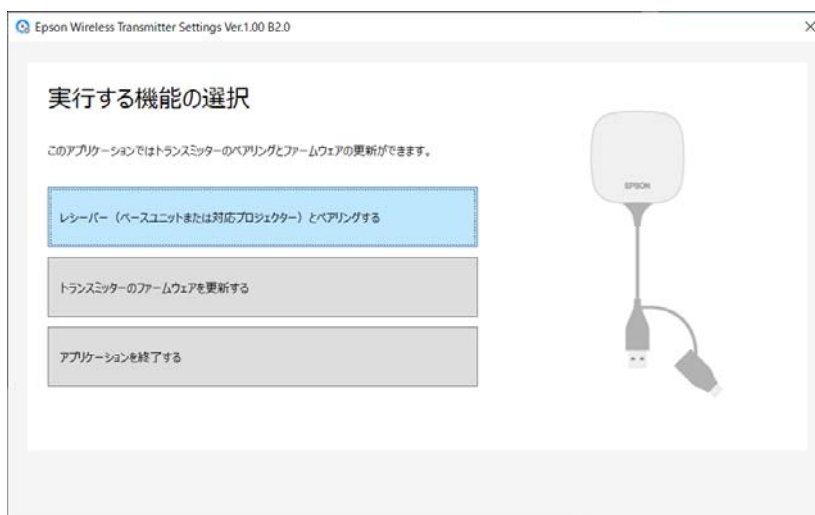 Epson Wireless Transmitter Settings Ver.1.00 B2.0
実行する機能の選択
このアプリケーションではトランスミッターのペアリングとファームウェアの更新ができます。
レシーバー（ベースユニットまたは対応プロジェクター）とペアリングする
トランスミッターのファームウェアを更新する
アプリケーションを終了する
EPSON